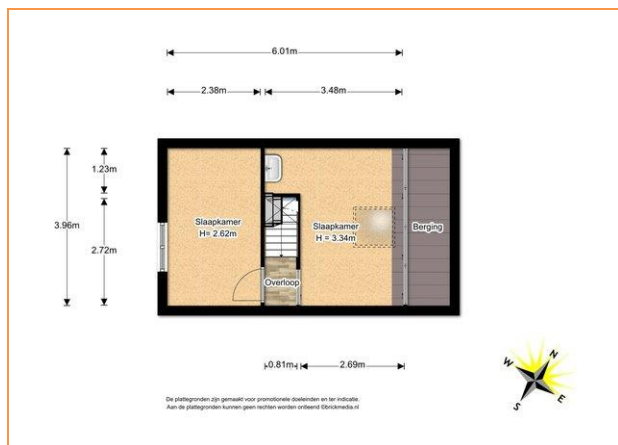 6.01m
2.38m
3.48m
1.23m
3.96m
2.72m
Slaapkamer
H= 2.62m
Slaapkamer
H = 3.34m
Berging
Overloop
0.81m
2.69m
N
W
E
S
De plattegronden zijn gemaakt voor promotionele doeleinden en ter indicatie.
Aan de plattegronden kunnen geen rechten worden ontleend ©brickmedia.nl